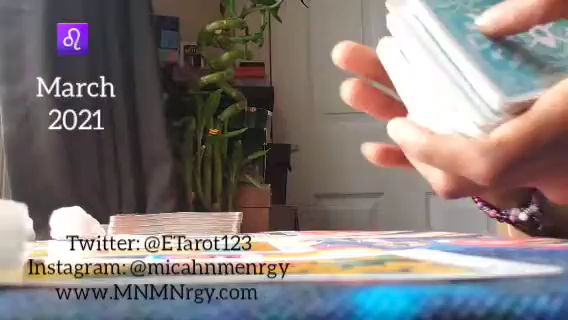 ♌
March
2021
Twitter: @ETarot123
Instagram: @micahnmenrgy
www.MNMNrgy.com